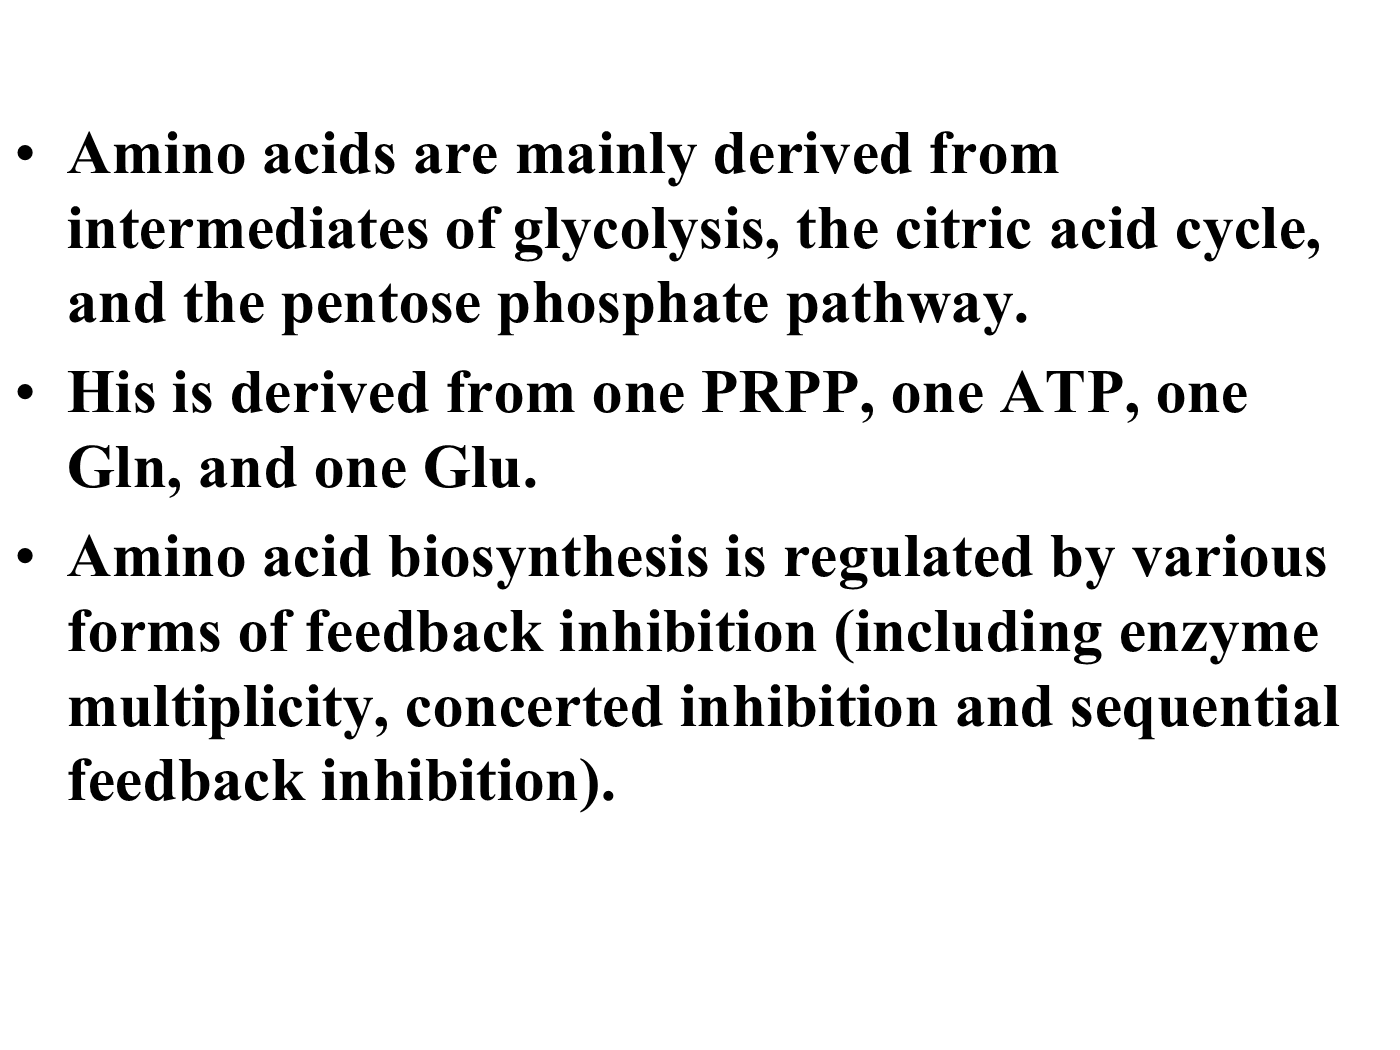 • Amino acids are mainly derived from
intermediates of glycolysis, the citric acid cycle,
and the pentose phosphate pathway.
• His is derived from one PRPP, one ATP, one
Gln, and one Glu.
• Amino acid biosynthesis is regulated by various
forms of feedback inhibition (including enzyme
multiplicity, concerted inhibition and sequential
feedback inhibition).